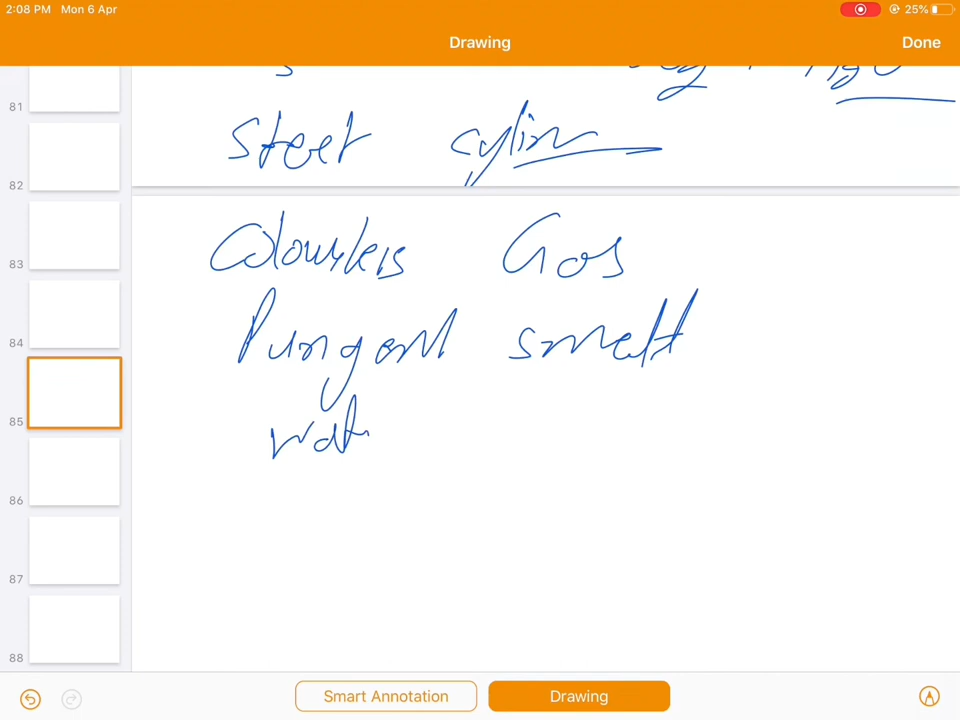 2:08 PM Mon 6 Apr 25%
Drawing Done
81
steel cylin
82
83 Colourless Gas
84 Pungent smell
85 wat
86
87
88
Smart Annotation Drawing